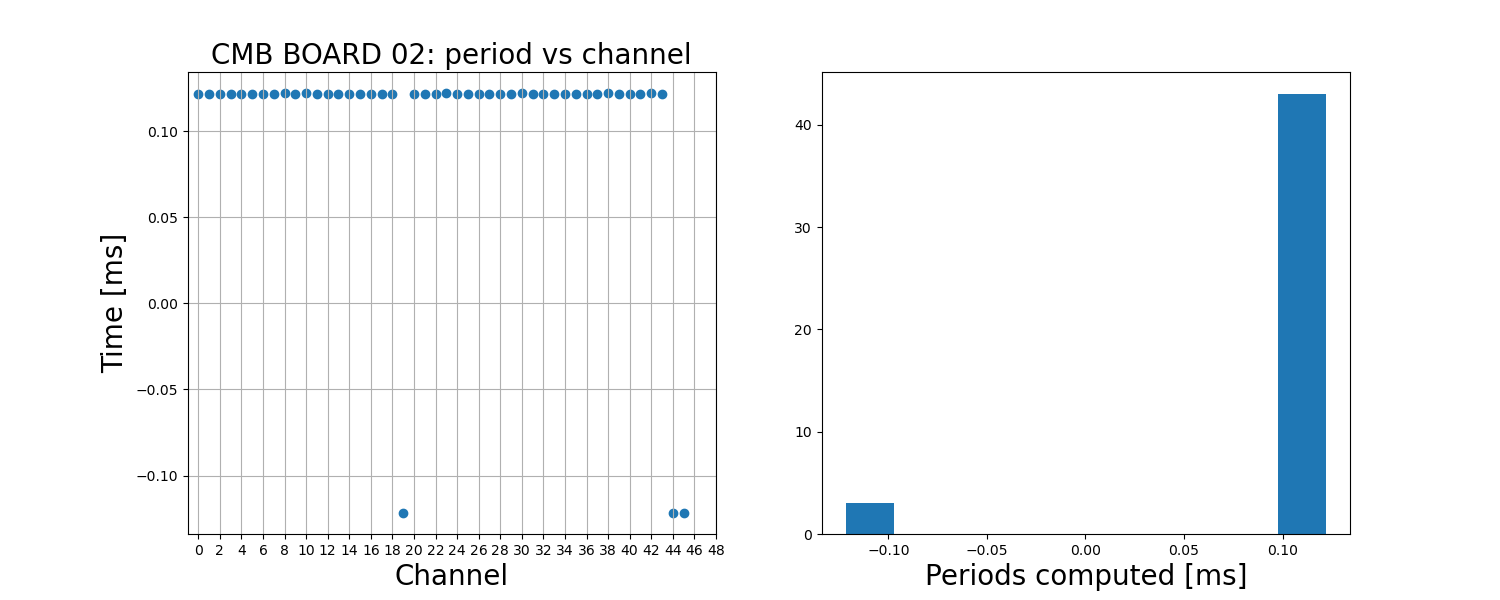 CMB BOARD 02: period vs channel
Time [ms]
0.10
0.05
0.00
−0.05
−0.10
0 2 4 6 8 10 12 14 16 18 20 22 24 26 28 30 32 34 36 38 40 42 44 46 48
Channel
40
30
20
10
0
−0.10 −0.05 0.00 0.05 0.10
Periods computed [ms]